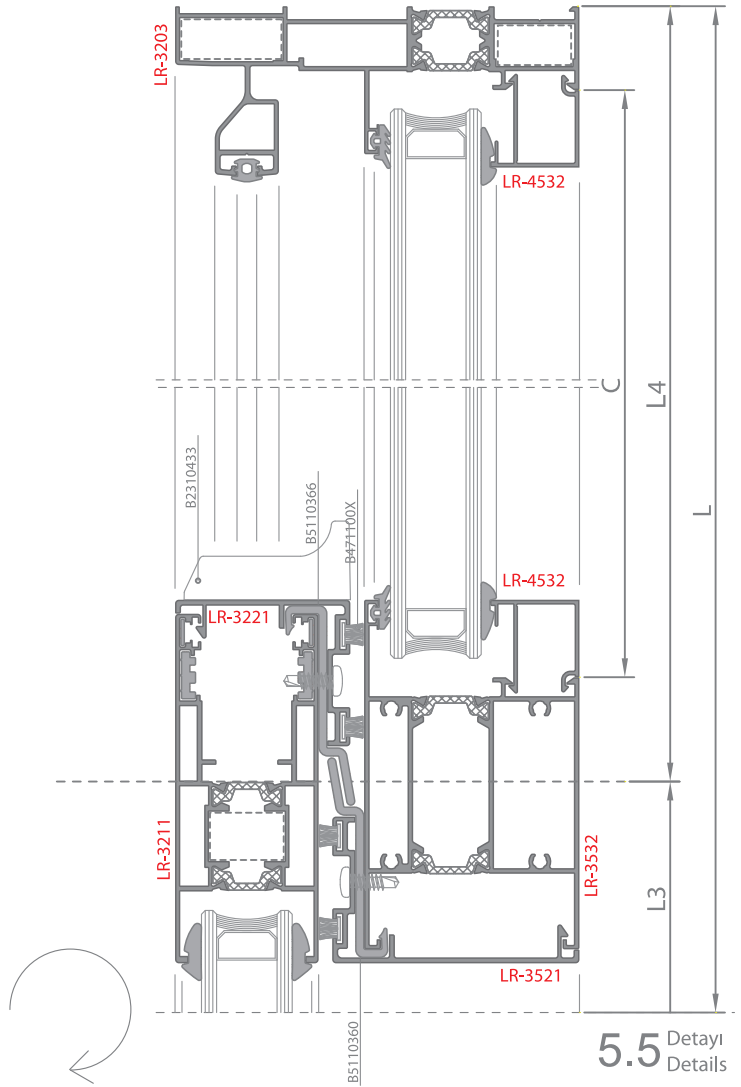 LR-3203
LR-4532
C
L4
L
B2310433
B5110366
B471100X
LR-4532
LR-3221
LR-3211
LR-3532
L3
LR-3521
B5110360
5.5 Detayı
Details